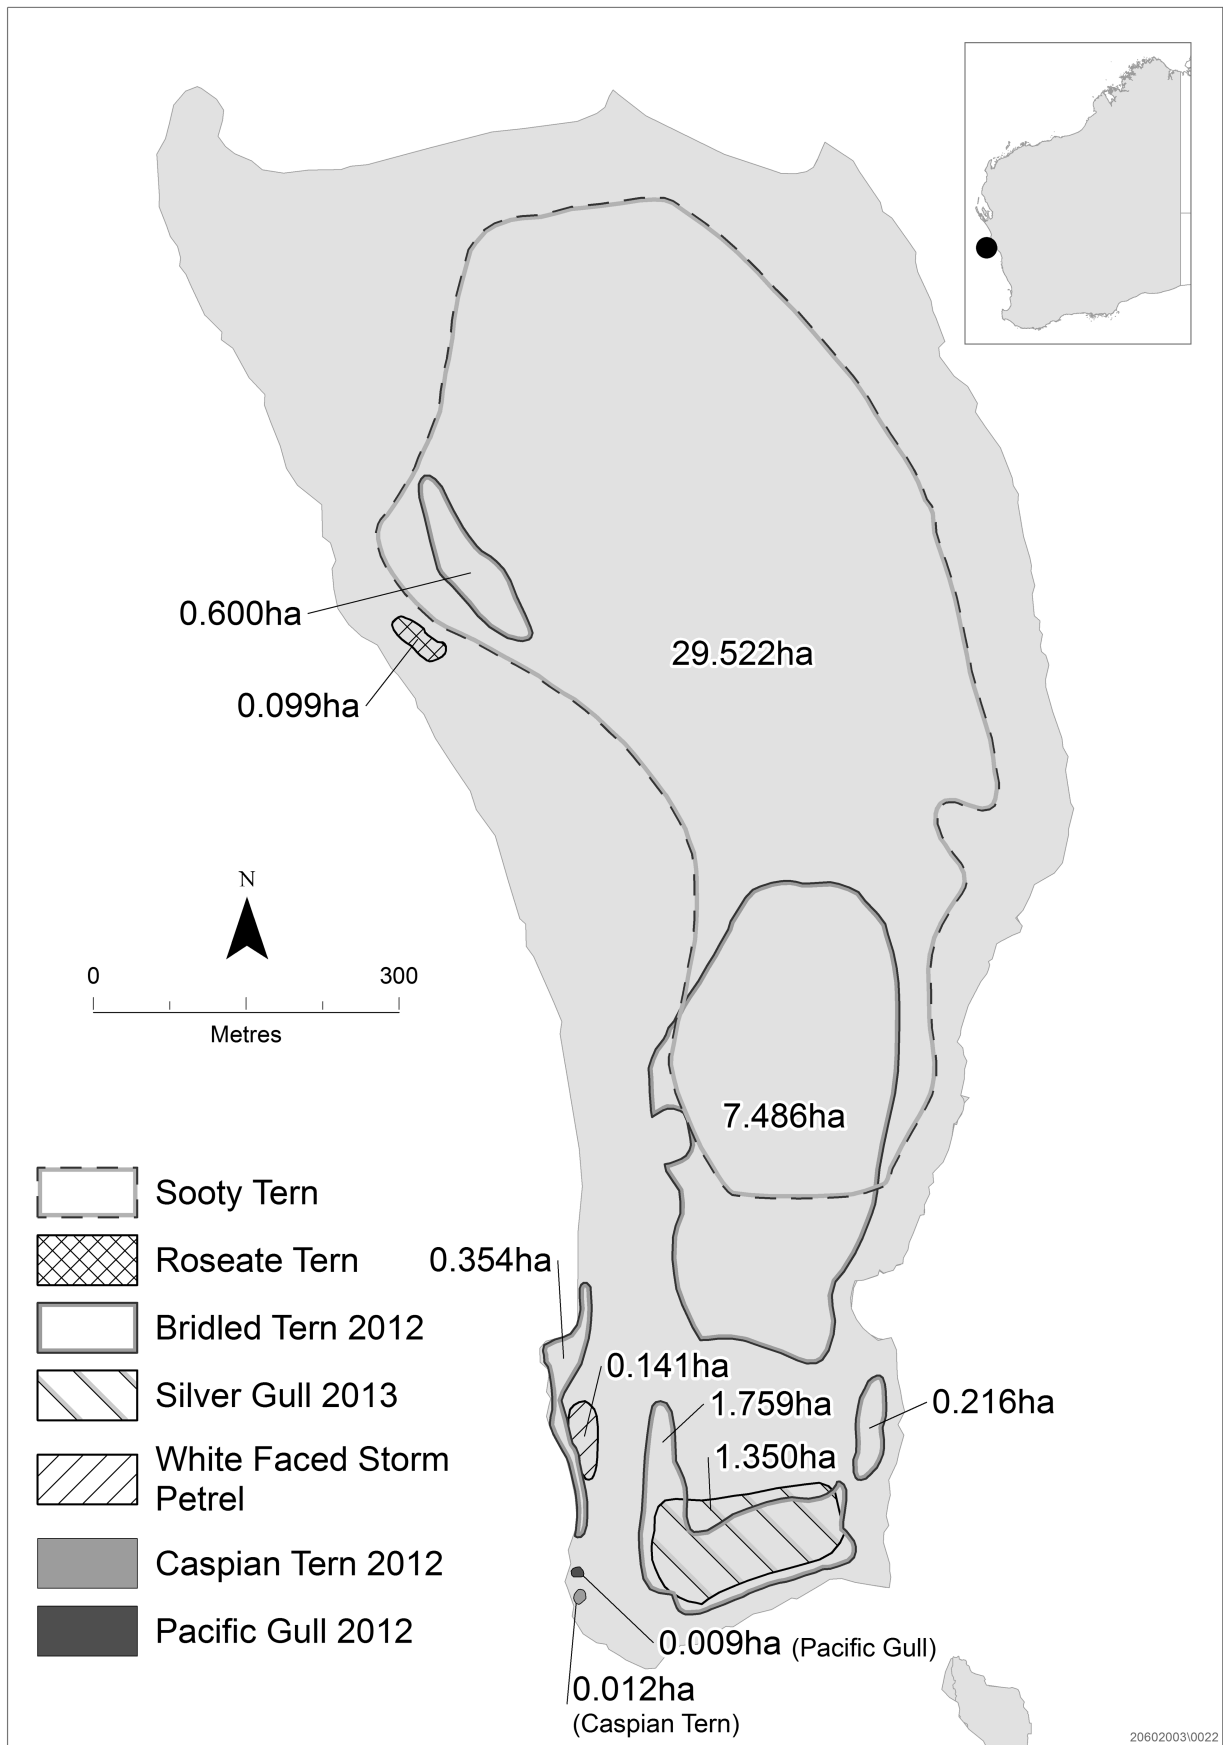 0.600ha
29.522ha
0.099ha
N
0
300
Metres
7.486ha
Sooty Tern
Roseate Tern
0.354ha
Bridled Tern 2012
0.141ha
Silver Gull 2013
1.759ha
0.216ha
1.350ha
White Faced Storm
Petrel
Caspian Tern 2012
Pacific Gull 2012
0.009ha (Pacific Gull)
0.012ha
(Caspian Tern)
20602003\0022